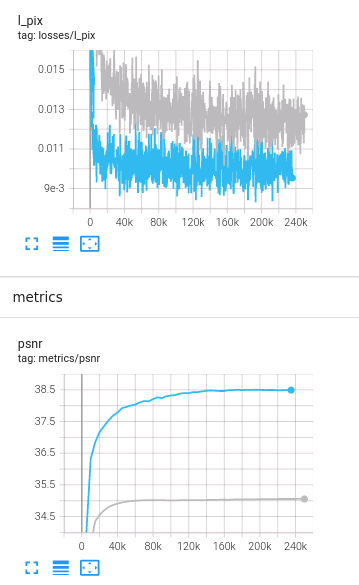 l_pix
tag: losses/l_pix
0.015
0.013
0.011
9e-3
0 40k 80k 120k 160k 200k 240k
metrics
psnr
tag: metrics/psnr
38.5
37.5
36.5
35.5
34.5
0 40k 80k 120k 160k 200k 240k